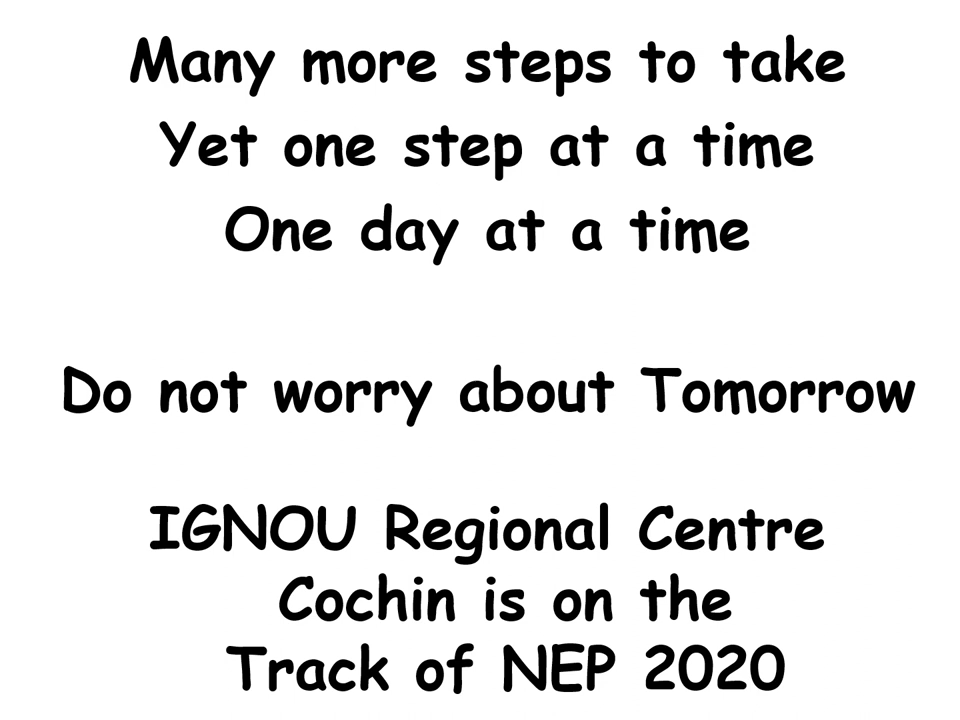 Many more steps to take
Yet one step at a time
One day at a time
Do not worry about Tomorrow
IGNOU Regional Centre
Cochin is on the
Track of NEP 2020